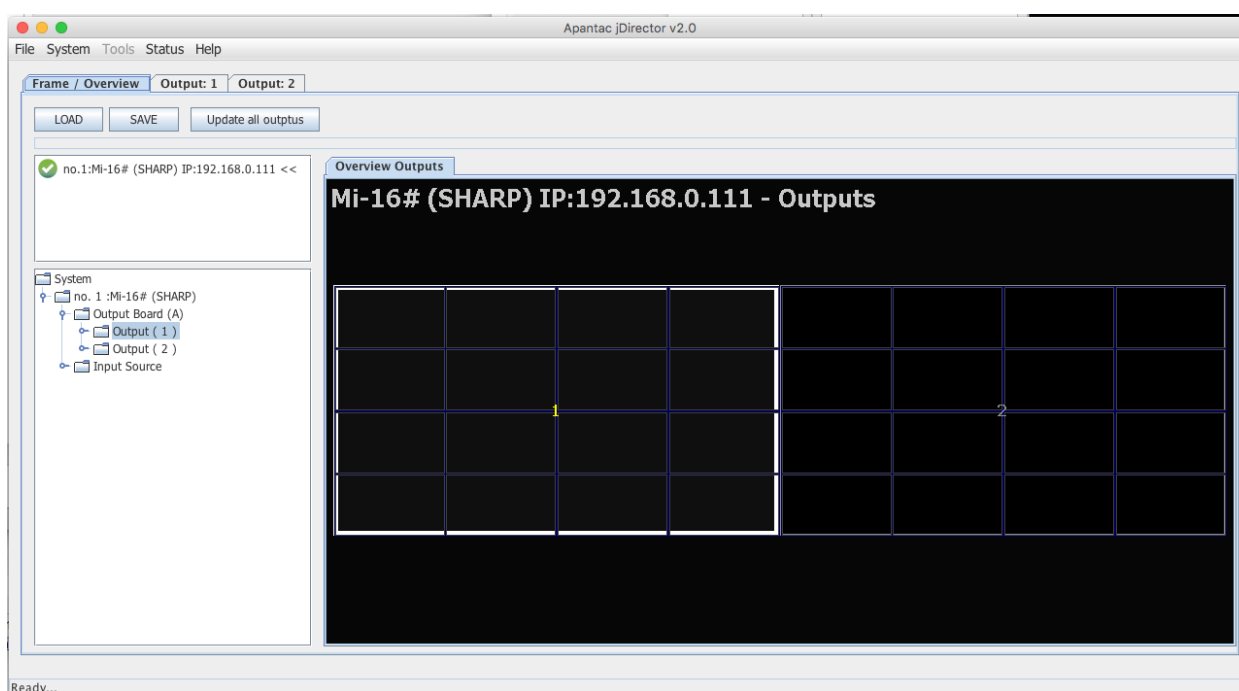 Apantac jDirector v2.0
File System Tools Status Help
Frame / Overview Output: 1 Output: 2
LOAD SAVE Update all outptus
no.1:Mi-16# (SHARP) IP:192.168.0.111 <<
Overview Outputs
Mi-16# (SHARP) IP:192.168.0.111 - Outputs
System
no. 1 :Mi-16# (SHARP)
Output Board (A)
Output ( 1 )
Output ( 2 )
Input Source
1
2
Ready...